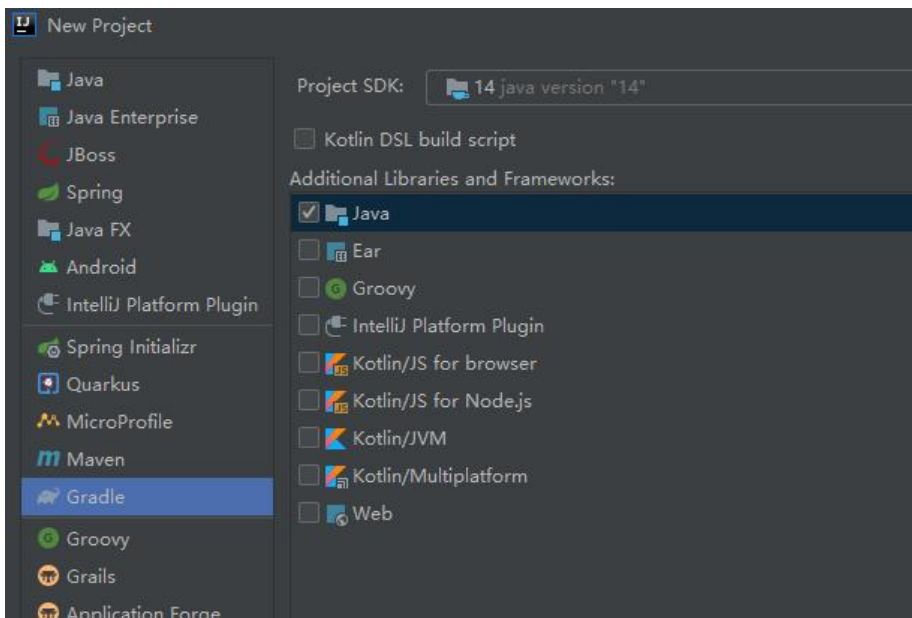 New Project
Java
Java Enterprise
JBoss
Spring
Java FX
Android
IntelliJ Platform Plugin
Spring Initializr
Quarkus
MicroProfile
Maven
Gradle
Groovy
Grails
Application Forge
Project SDK: 14 java version "14"
Kotlin DSL build script
Additional Libraries and Frameworks:
Java
Ear
Groovy
IntelliJ Platform Plugin
Kotlin/JS for browser
Kotlin/JS for Node.js
Kotlin/JVM
Kotlin/Multiplatform
Web